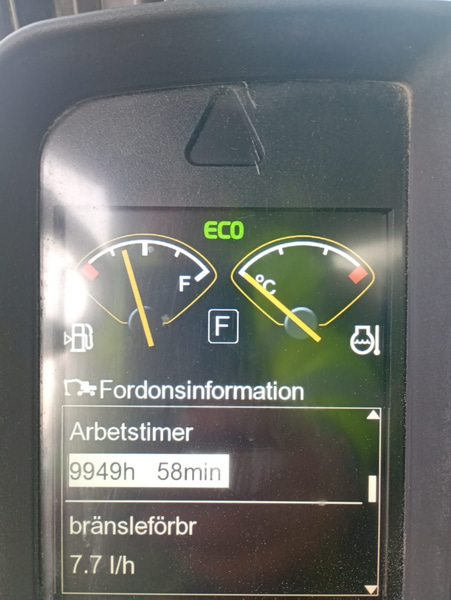 ECO
F
°C
F
Fordonsinformation
Arbetstimer
9949h 58min
bränsleförbr
7.7 l/h